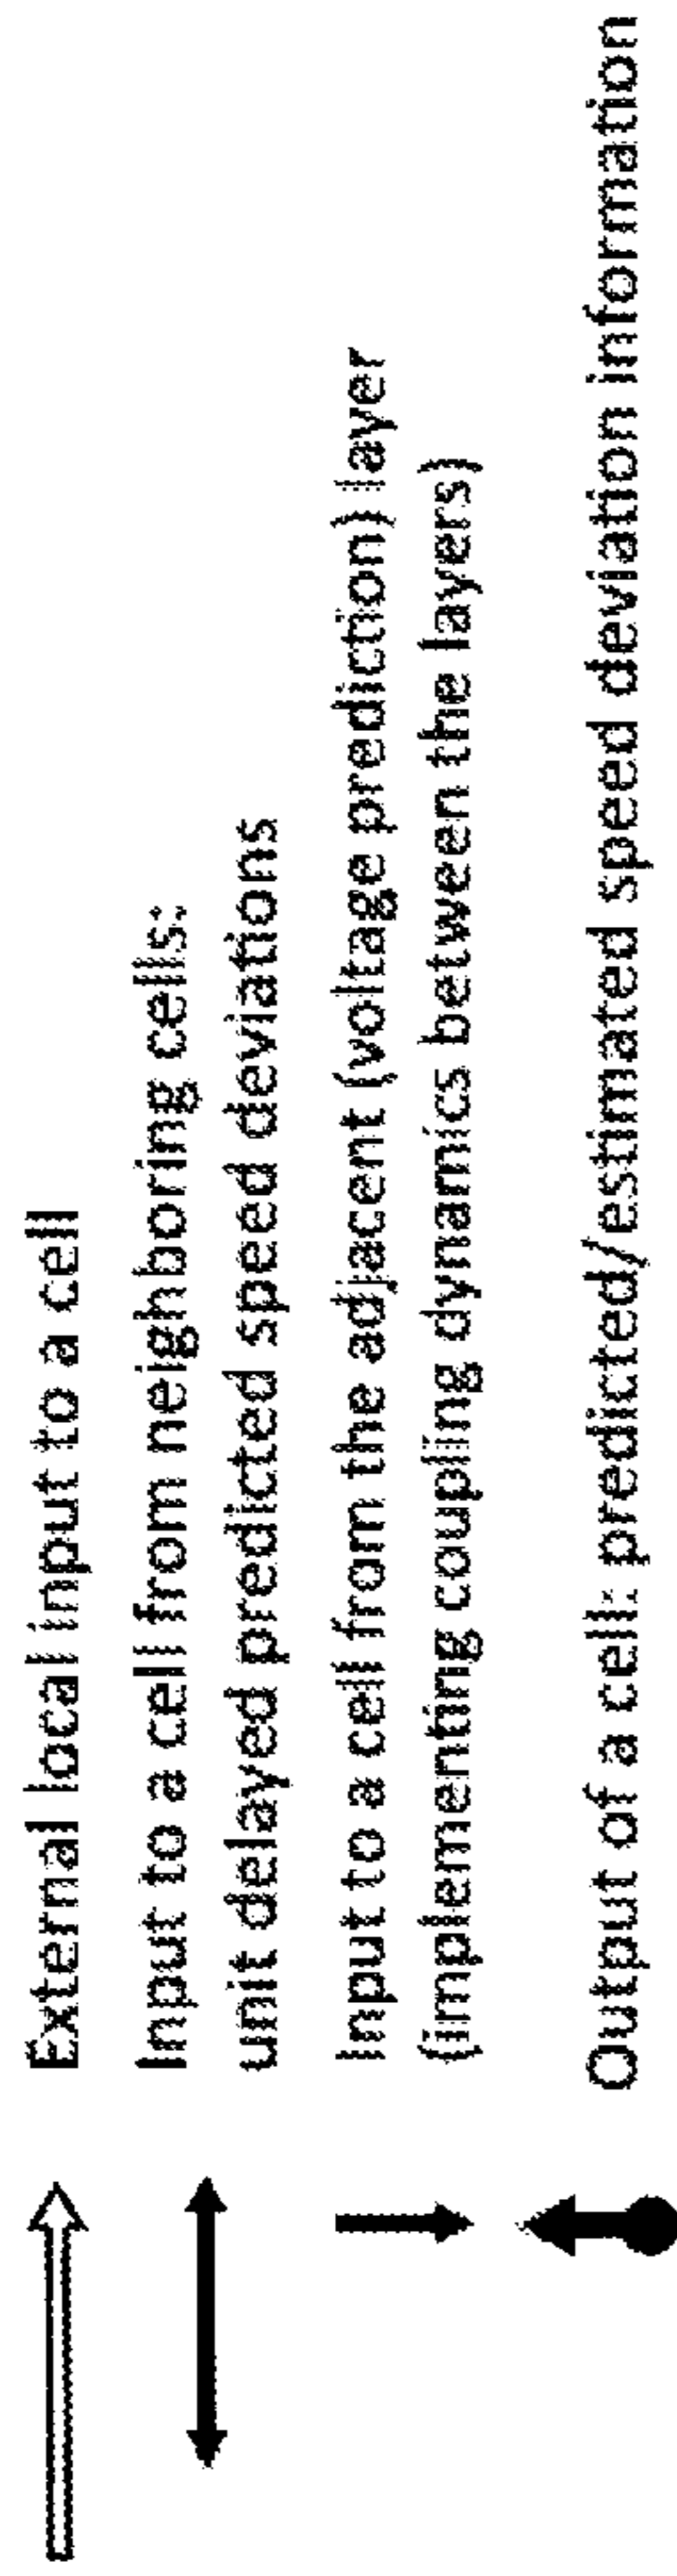 External local input to a cell
Input to a cell from neighboring cells:
unit delayed predicted speed deviations
Input to a cell from the adjacent (voltage prediction) layer
(implementing coupling dynamics between the layers)
Output of a cell: predicted/estimated speed deviation information